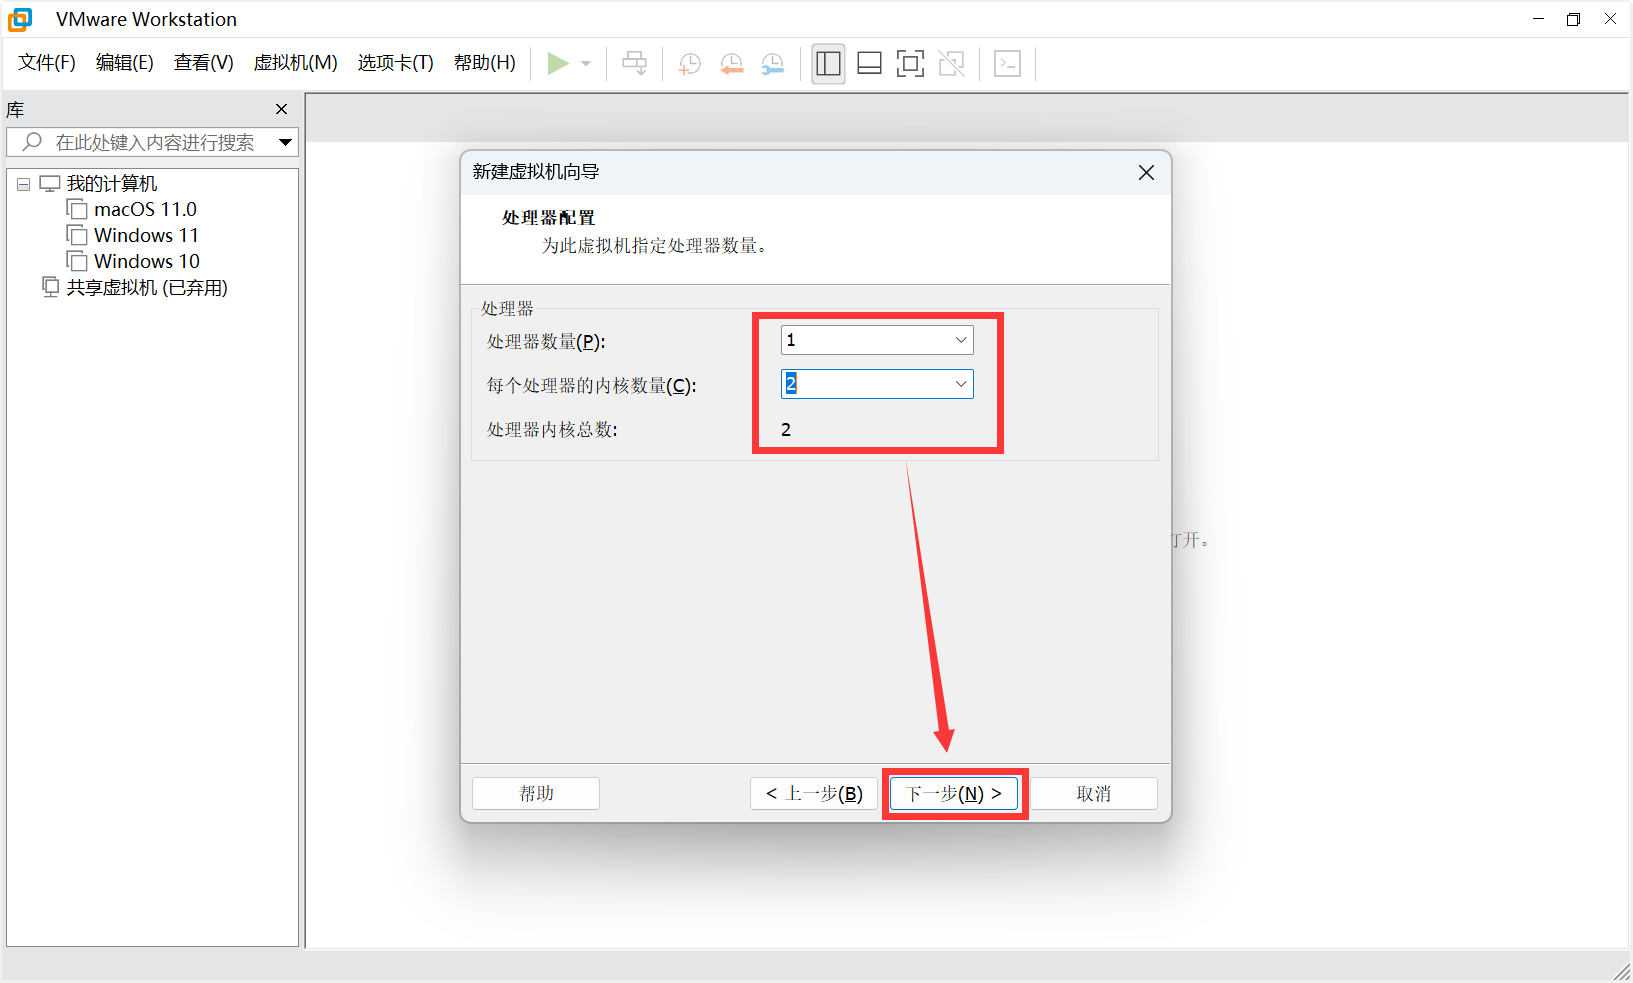 VMware Workstation
文件(F) 编辑(E) 查看(V) 虚拟机(M) 选项卡(T) 帮助(H)
库
在此处键入内容进行搜索
我的计算机
macOS 11.0
Windows 11
Windows 10
共享虚拟机 (已弃用)
新建虚拟机向导
处理器配置
为此虚拟机指定处理器数量。
处理器
处理器数量(P): 1
每个处理器的内核数量(C): 2
处理器内核总数: 2
打开。
帮助 < 上一步(B) 下一步(N) > 取消